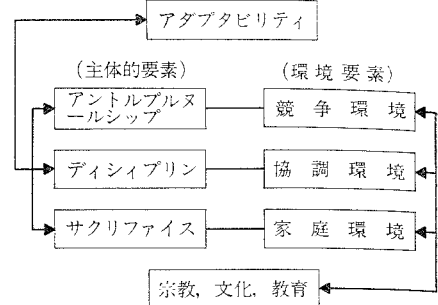 アダプタビリティ
(主体的要素) (環境要素)
アントルプルヌ
ールシップ
競争環境
ディシィプリン 協調環境
サクリファイス 家庭環境
宗教，文化，教育